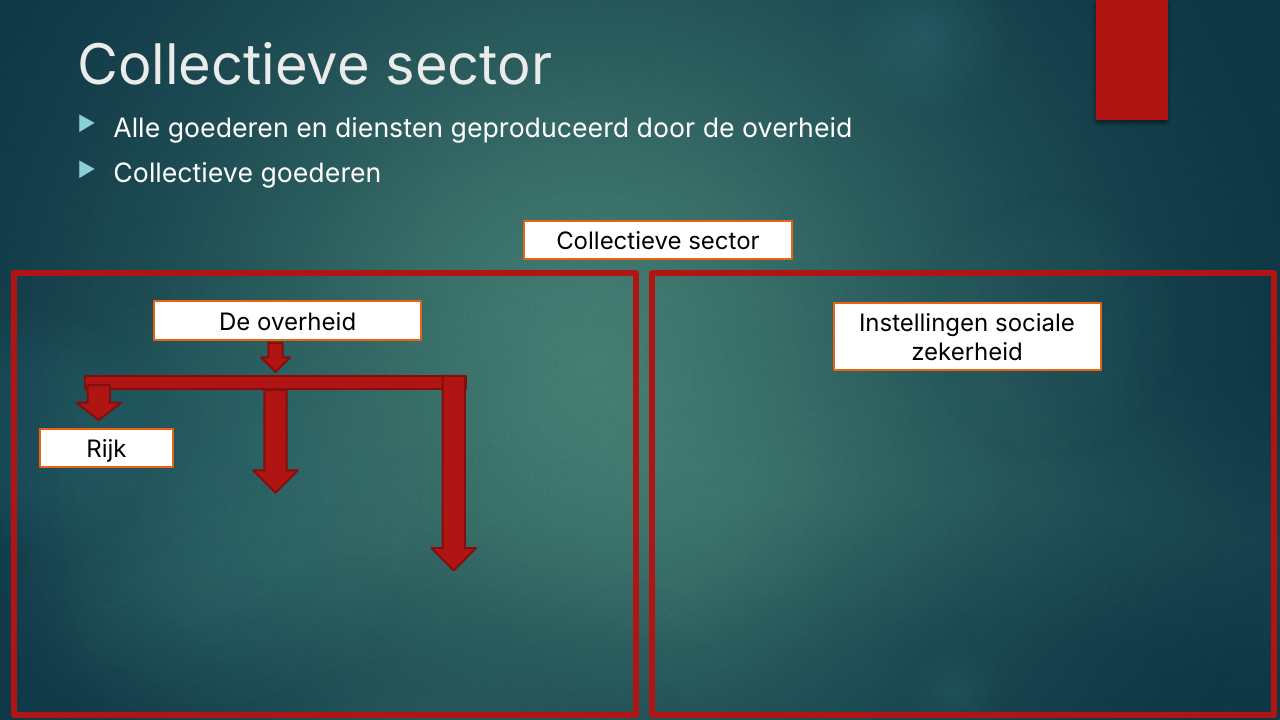 Collectieve sector
Alle goederen en diensten geproduceerd door de overheid
Collectieve goederen
Collectieve sector
De overheid
Instellingen sociale
zekerheid
Rijk